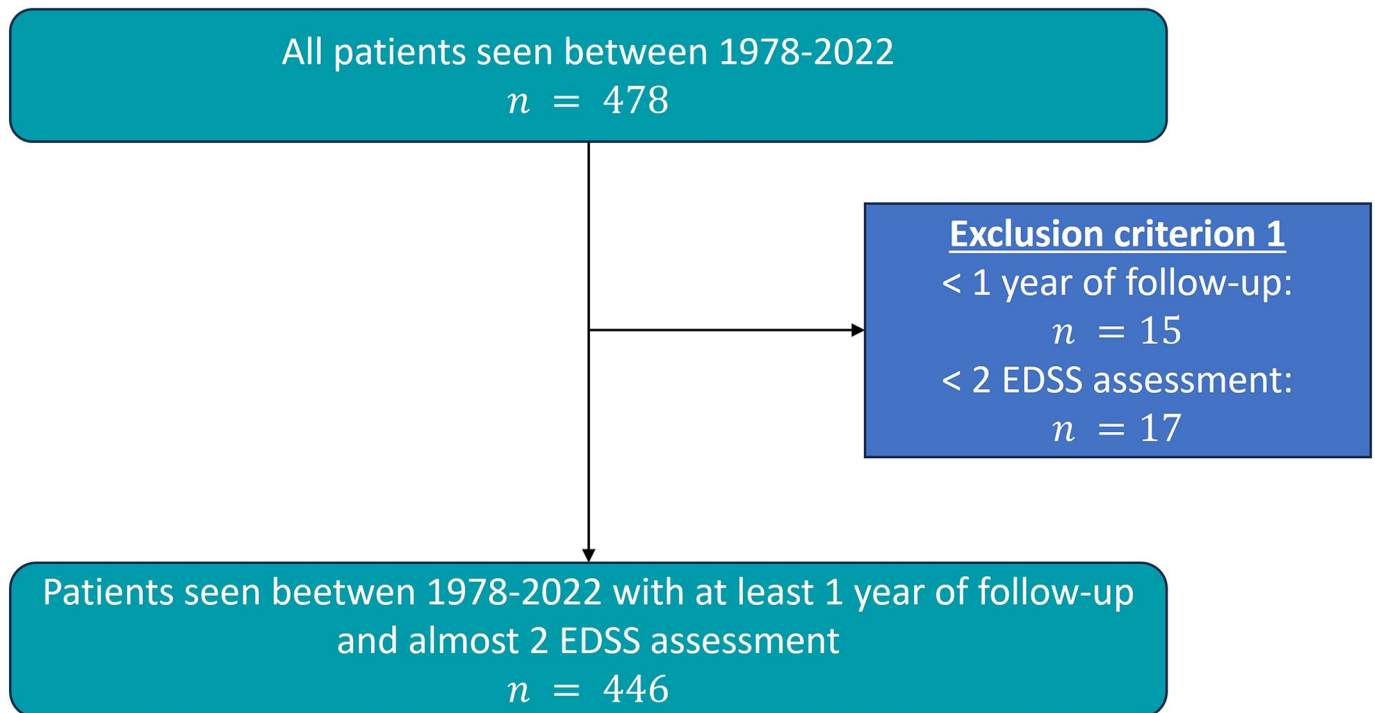 All patients seen between 1978-2022
n = 478
Exclusion criterion 1
< 1 year of follow-up:
n = 15
< 2 EDSS assessment:
n = 17
Patients seen beetwen 1978-2022 with at least 1 year of follow-up
and almost 2 EDSS assessment
n = 446